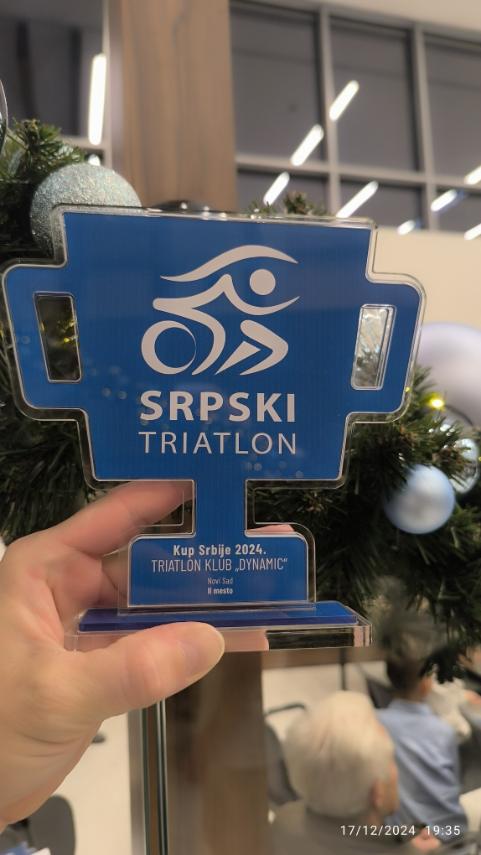 SRPSKI
TRIATLON
Kup Srbije 2024.
TRIATLON KLUB „DYNAMIC“
Novi Sad
II mesto
17/12/2024 19:35